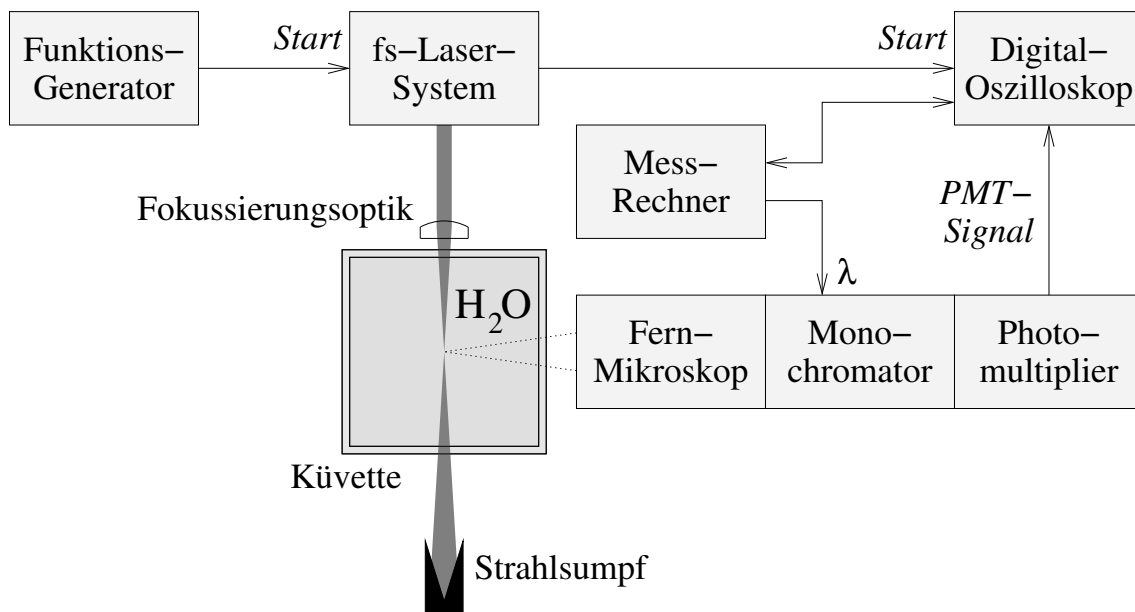 Funktions−
Generator
Start
fs−Laser−
System
Start
Digital−
Oszilloskop
Mess−
Rechner
PMT−
Signal
Fokussierungsoptik
λ
H2O
Fern−
Mikroskop
Mono−
chromator
Photo−
multiplier
Küvette
Strahlsumpf